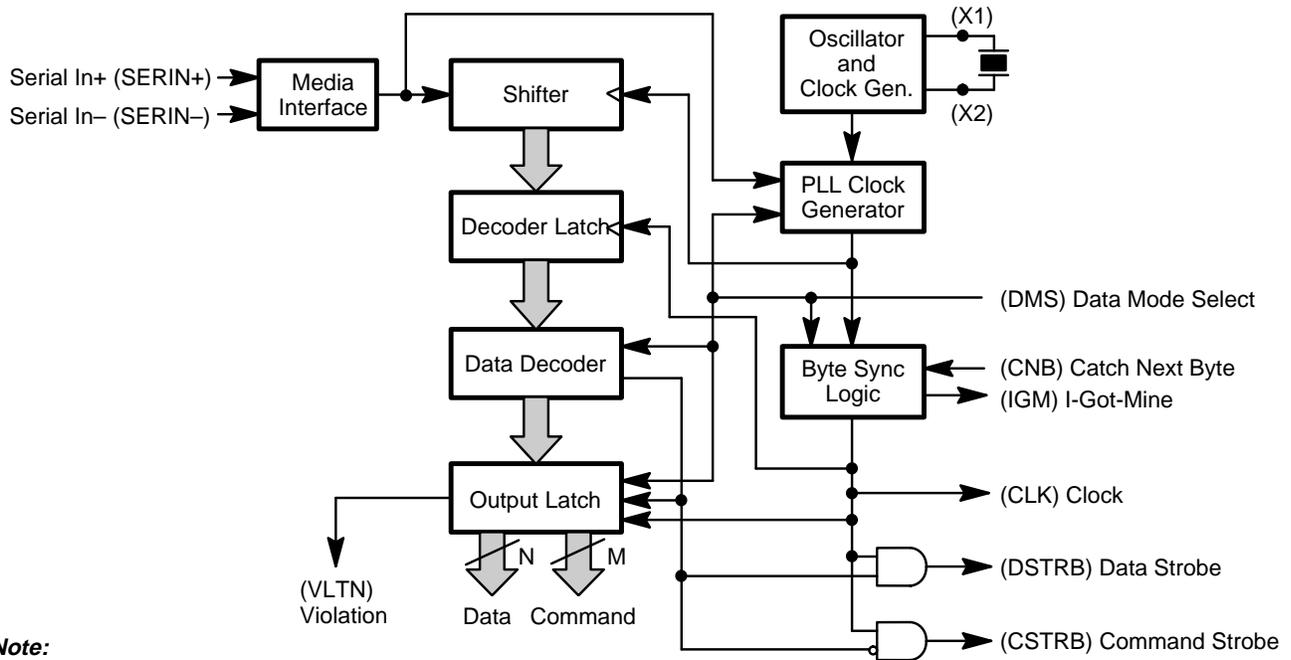 (X1)
Oscillator
and
Clock Gen.
(X2)
Serial In+ (SERIN+)
Serial In– (SERIN–)
Media
Interface
Shifter
PLL Clock
Generator
Decoder Latch
(DMS) Data Mode Select
Data Decoder
Byte Sync
Logic
(CNB) Catch Next Byte
(IGM) I-Got-Mine
Output Latch
(CLK) Clock
N
M
(DSTRB) Data Strobe
(VLTN)
Violation
Data
Command
(CSTRB) Command Strobe
Note: